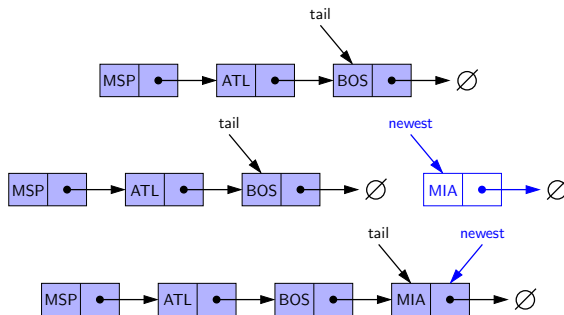 tail
MSP ATL BOS ∅
tail newest
MSP ATL BOS ∅ MIA ∅
tail newest
MSP ATL BOS MIA ∅